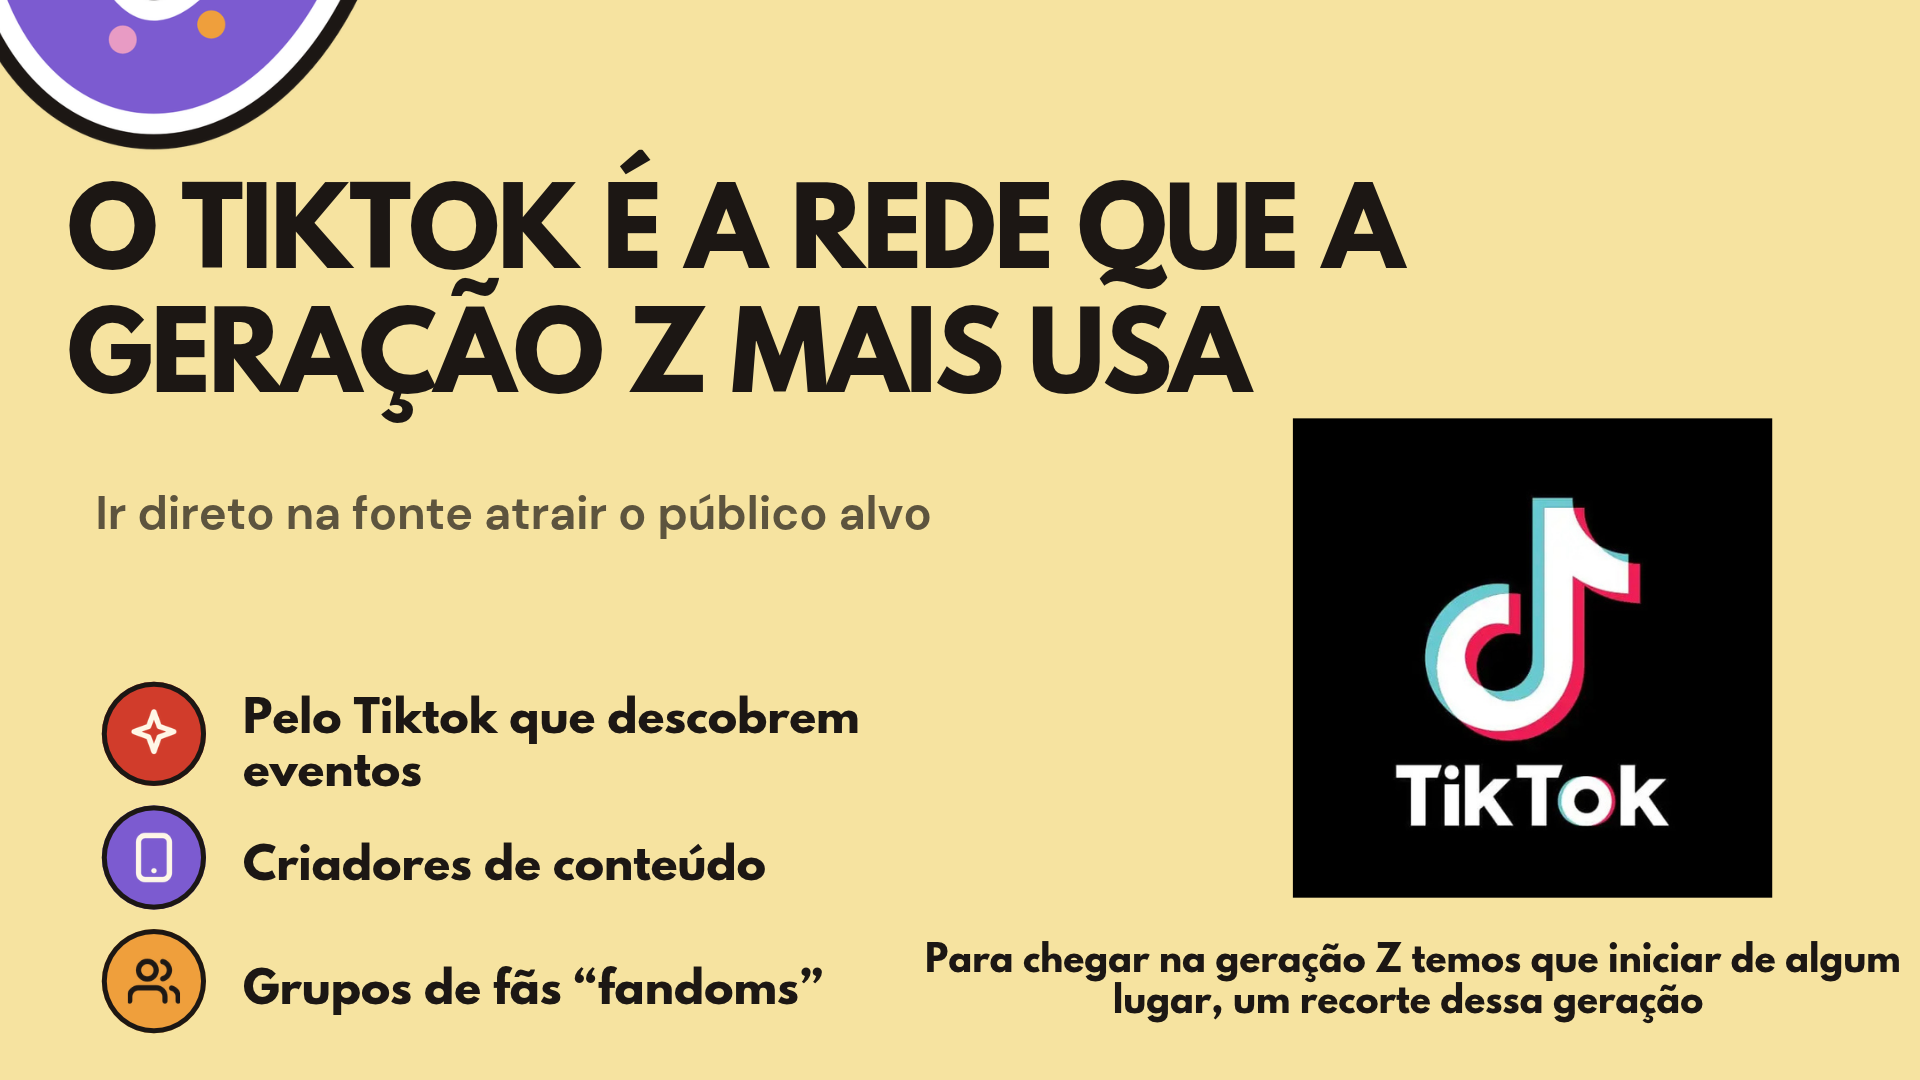 O TIKTOK É A REDE QUE A
GERAÇÃO Z MAIS USA
Ir direto na fonte atrair o público alvo
Pelo Tiktok que descobrem
eventos
Criadores de conteúdo
Grupos de fãs “fandoms”
TikTok
Para chegar na geração Z temos que iniciar de algum
lugar, um recorte dessa geração